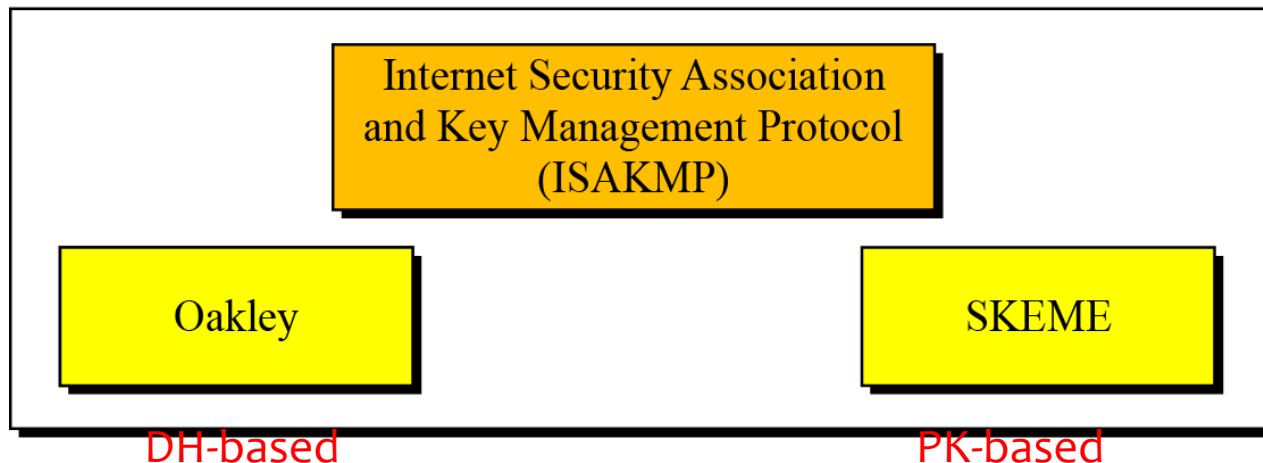 Internet Security Association
and Key Management Protocol
(ISAKMP)
Oakley
SKEME
DH-based
PK-based